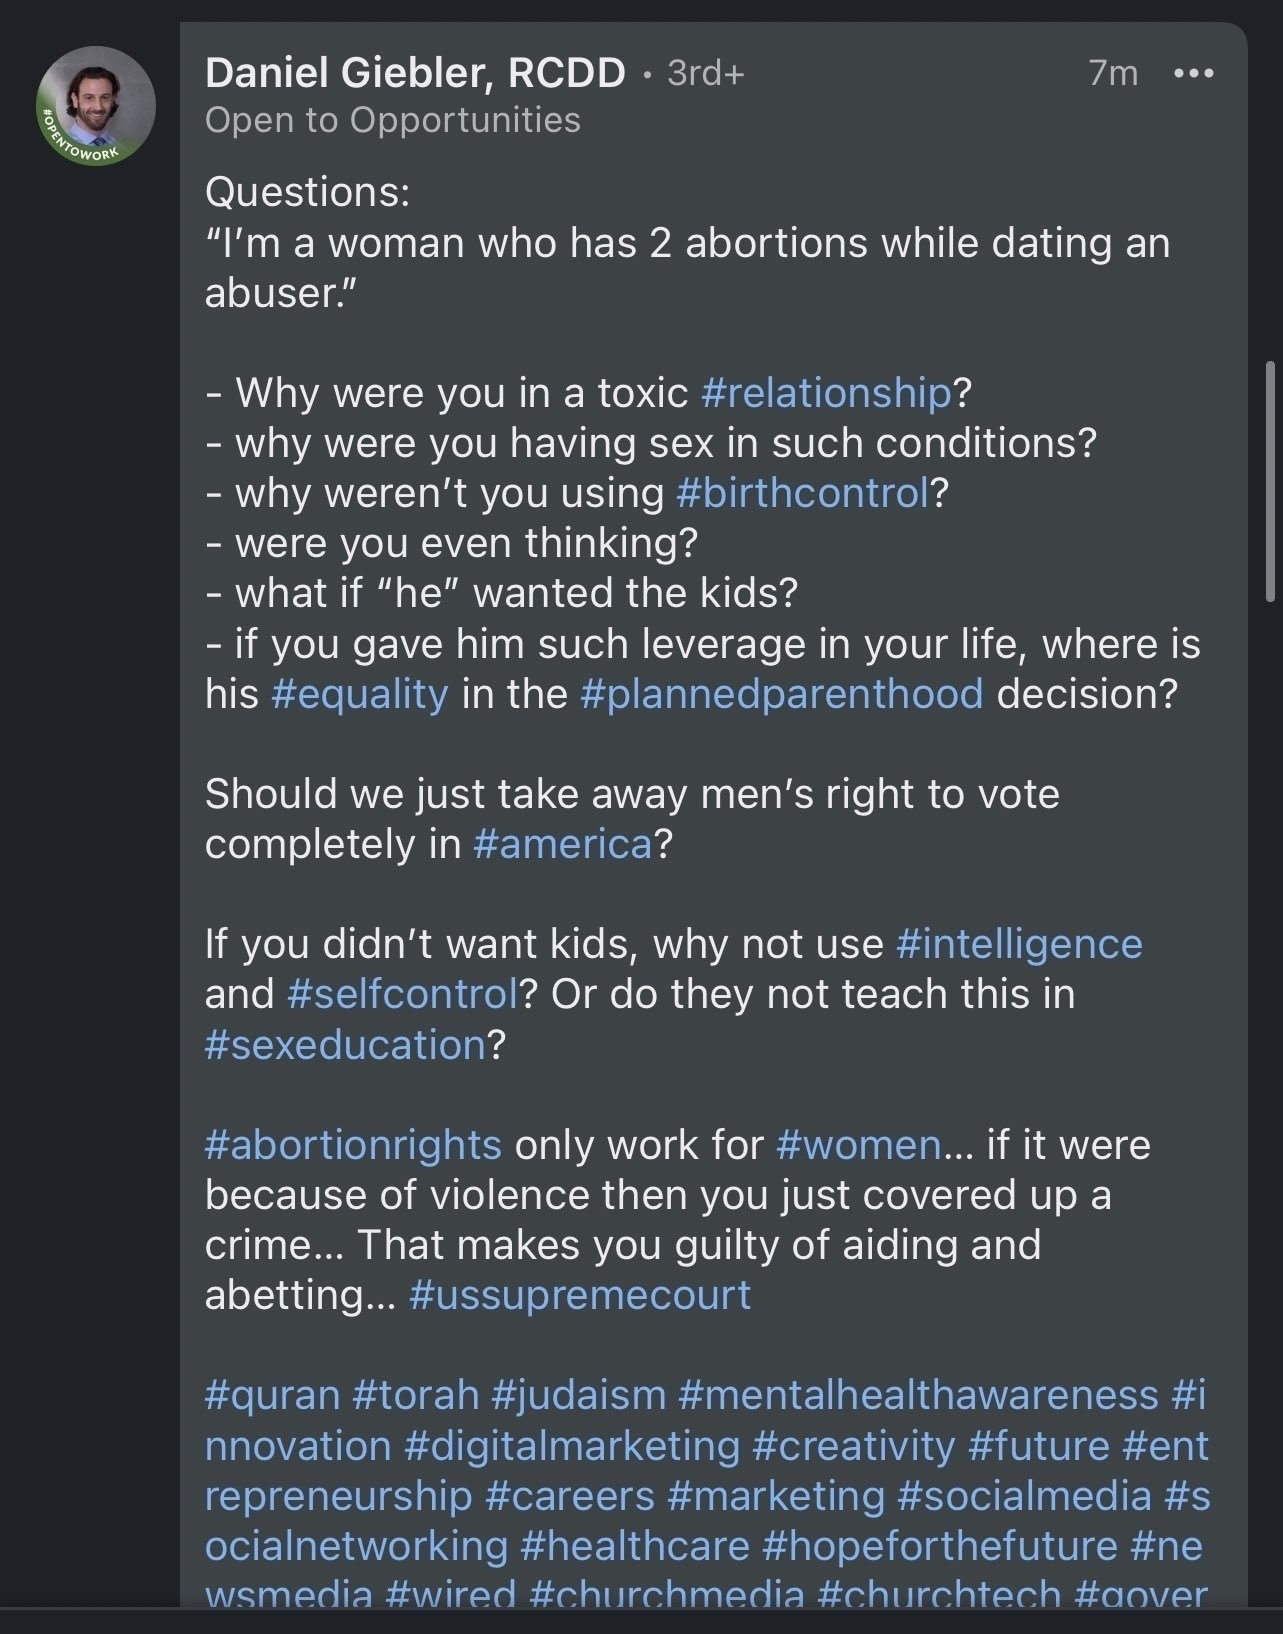 Daniel Giebler, RCDD · 3rd+ 7m •••
Open to Opportunities
#OPENTOWORK
Questions:
“I’m a woman who has 2 abortions while dating an
abuser.”
- Why were you in a toxic #relationship?
- why were you having sex in such conditions?
- why weren’t you using #birthcontrol?
- were you even thinking?
- what if “he” wanted the kids?
- if you gave him such leverage in your life, where is
his #equality in the #plannedparenthood decision?
Should we just take away men’s right to vote
completely in #america?
If you didn’t want kids, why not use #intelligence
and #selfcontrol? Or do they not teach this in
#sexeducation?
#abortionrights only work for #women... if it were
because of violence then you just covered up a
crime... That makes you guilty of aiding and
abetting... #ussupremecourt
#quran #torah #judaism #mentalhealthawareness #i
nnovation #digitalmarketing #creativity #future #ent
repreneurship #careers #marketing #socialmedia #s
ocialnetworking #healthcare #hopeforthefuture #ne
wsmedia #wired #churchmedia #churchtech #gover